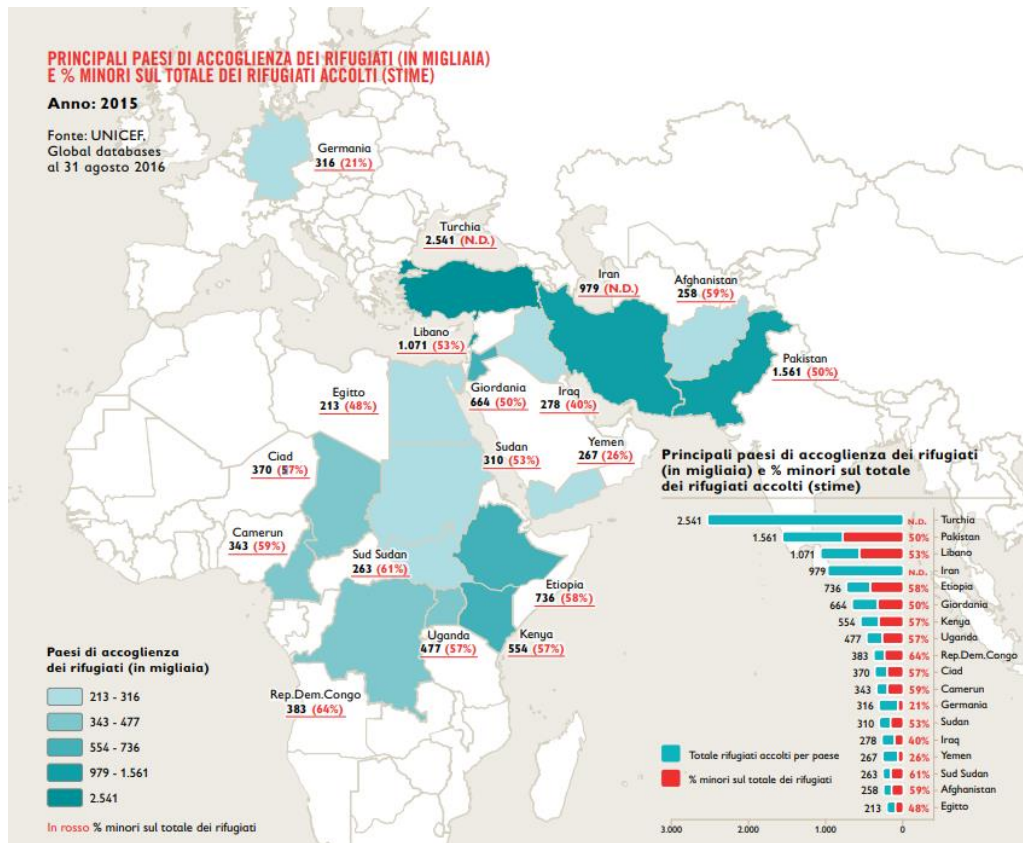 PRINCIPALI PAESI DI ACCOGLIENZA DEI RIFUGIATI (IN MIGLIAIA)
E % MINORI SUL TOTALE DEI RIFUGIATI ACCOLTI (STIME)
Anno: 2015
Fonte: UNICEF,
Global databases
al 31 agosto 2016
Germania
316 (21%)
Turchia
2.541 (N.D.)
Iran
979 (N.D.)
Afghanistan
258 (59%)
Libano
1.071 (53%)
Pakistan
1.561 (50%)
Egitto
213 (48%)
Giordania
664 (50%)
Iraq
278 (40%)
Ciad
370 (57%)
Sudan
310 (53%)
Yemen
267 (26%)
Camerun
343 (59%)
Sud Sudan
263 (61%)
Etiopia
736 (58%)
Uganda
477 (57%)
Kenya
554 (57%)
Rep.Dem.Congo
383 (64%)
Paesi di accoglienza
dei rifugiati (in migliaia)
213 - 316
343 - 477
554 - 736
979 - 1.561
2.541
In rosso % minori sul totale dei rifugiati
Principali paesi di accoglienza dei rifugiati
(in migliaia) e % minori sul totale
dei rifugiati accolti (stime)
2.541 N.D. Turchia
1.561 50% Pakistan
1.071 53% Libano
979 N.D. Iran
736 58% Etiopia
664 50% Giordania
554 57% Kenya
477 57% Uganda
383 64% Rep.Dem.Congo
370 57% Ciad
343 59% Camerun
316 21% Germania
310 53% Sudan
278 40% Iraq
267 26% Yemen
263 61% Sud Sudan
258 59% Afghanistan
213 48% Egitto
Totale rifugiati accolti per paese
% minori sul totale dei rifugiati
3.000 2.000 1.000 0